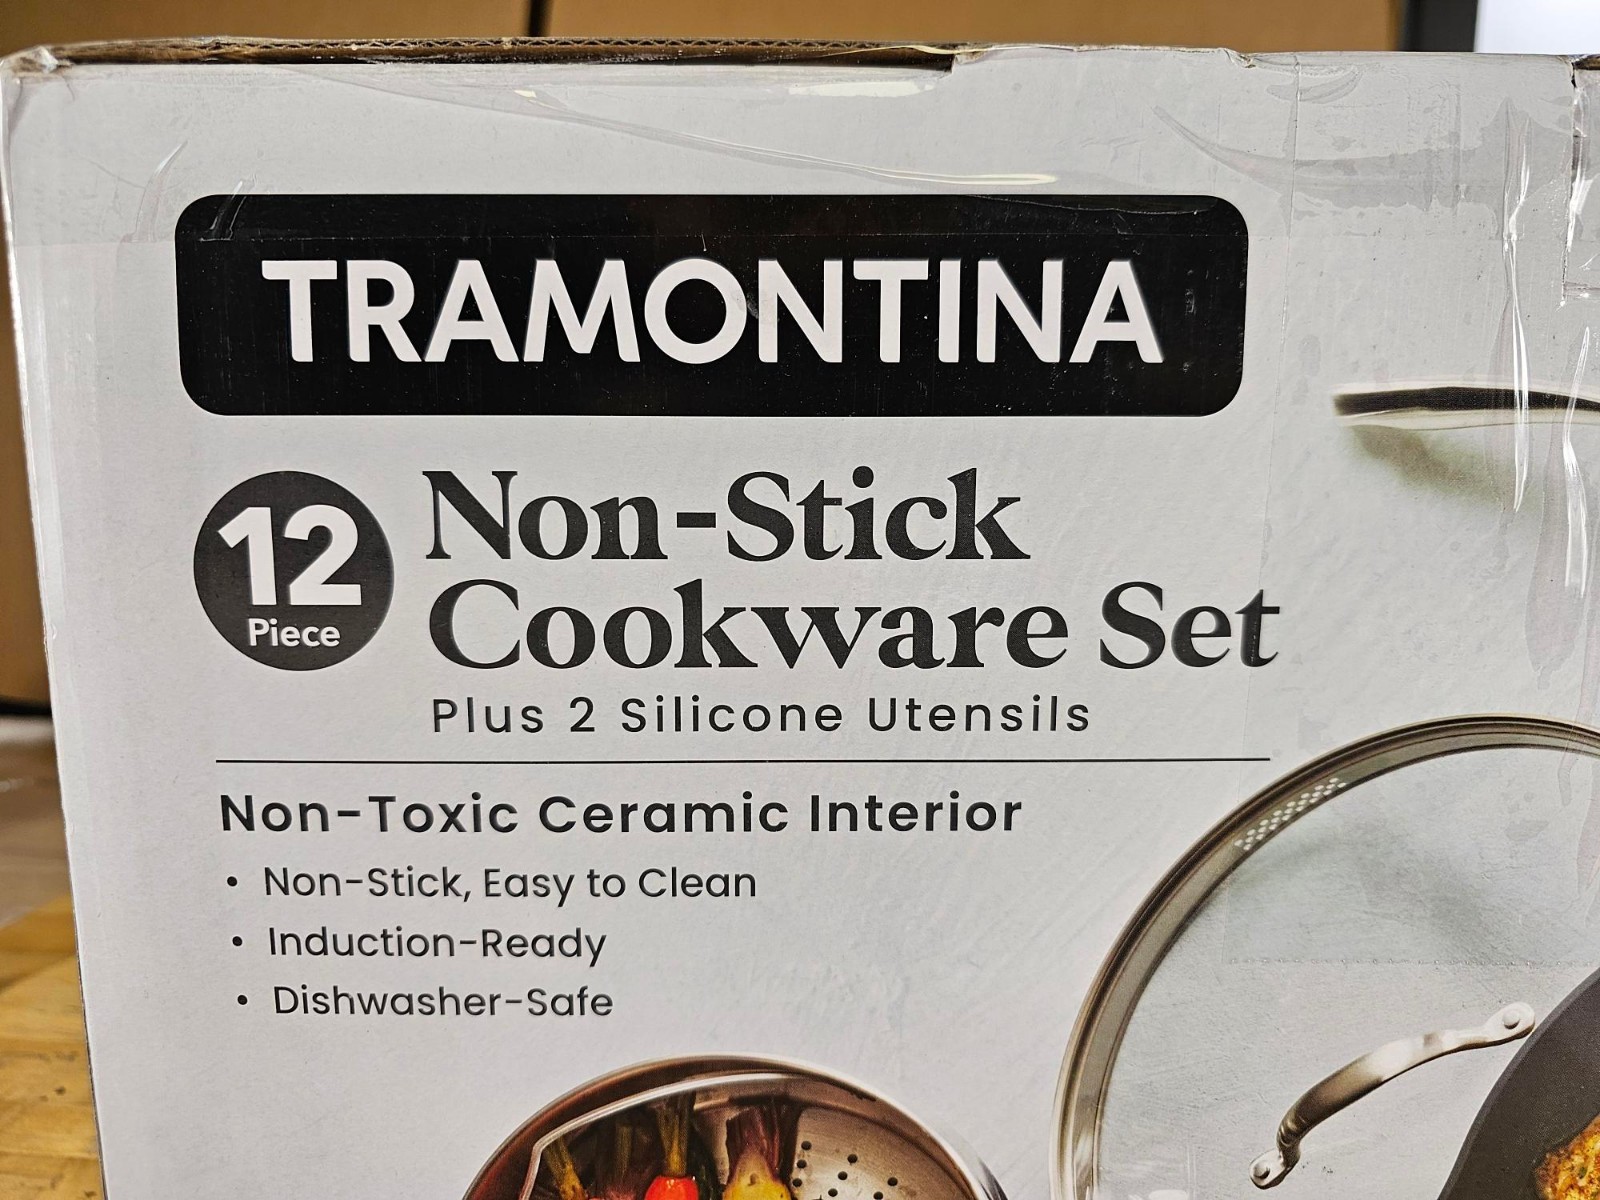 TRAMONTINA
12
Piece
Non-Stick
Cookware Set
Plus 2 Silicone Utensils
Non-Toxic Ceramic Interior
• Non-Stick, Easy to Clean
• Induction-Ready
• Dishwasher-Safe